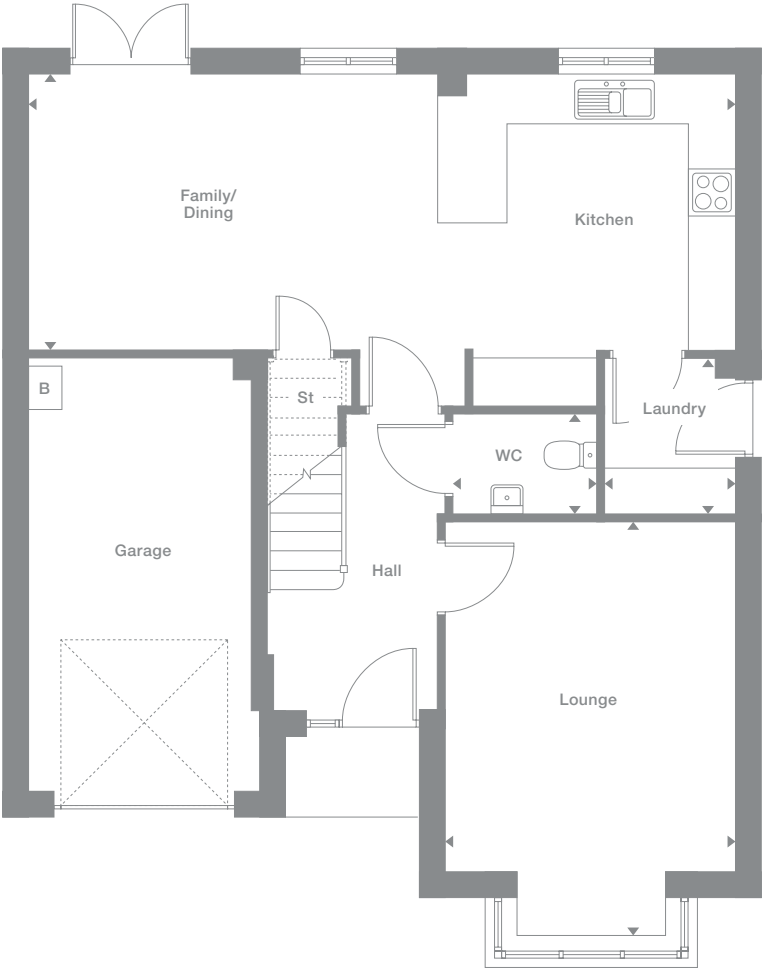 Family/
Dining
Kitchen
B
St
Laundry
WC
Garage
Hall
Lounge